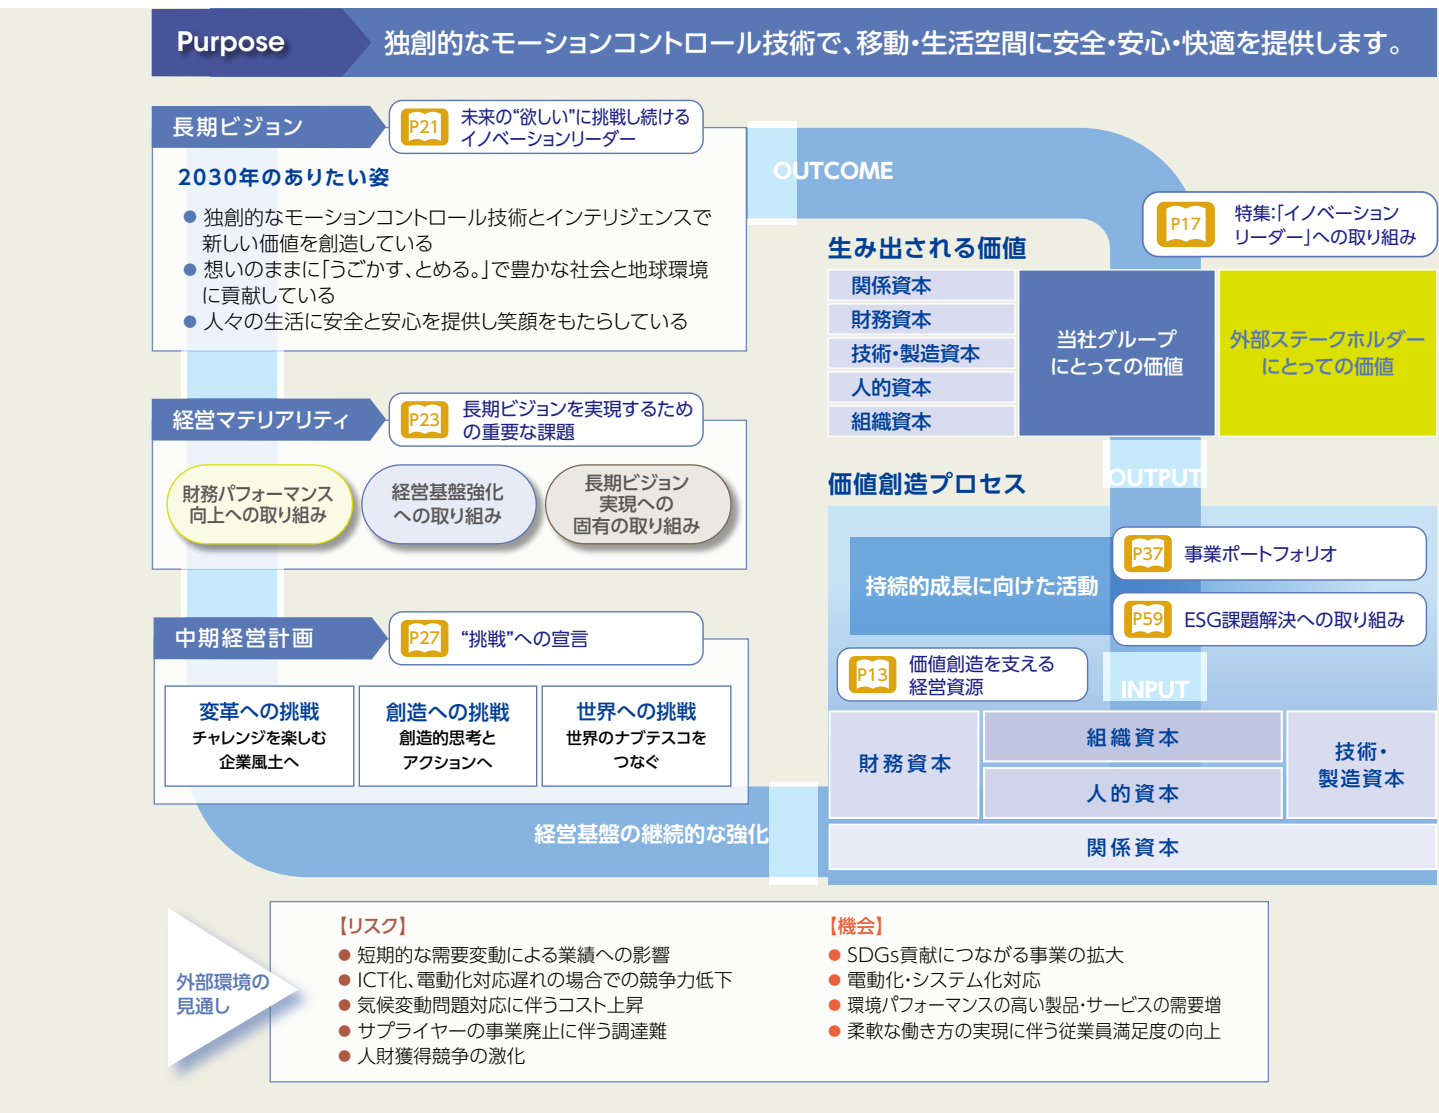 Purpose
独創的なモーションコントロール技術で、移動・生活空間に安全・安心・快適を提供します。
長期ビジョン
P21
未来の“欲しい”に挑戦し続ける
イノベーションリーダー
2030年のありたい姿
● 独創的なモーションコントロール技術とインテリジェンスで
新しい価値を創造している
● 想いのままに「うごかす、とめる。」で豊かな社会と地球環境
に貢献している
● 人々の生活に安全と安心を提供し笑顔をもたらしている
経営マテリアリティ
P23
長期ビジョンを実現するため
の重要な課題
財務パフォーマンス
向上への取り組み
経営基盤強化
への取り組み
長期ビジョン
実現への
固有の取り組み
中期経営計画
P27
“挑戦”への宣言
変革への挑戦
チャレンジを楽しむ
企業風土へ
創造への挑戦
創造的思考と
アクションへ
世界への挑戦
世界のナブテスコを
つなぐ
経営基盤の継続的な強化
OUTCOME
P17
特集:「イノベーション
リーダー」への取り組み
生み出される価値
関係資本
財務資本
技術・製造資本
人的資本
組織資本
当社グループ
にとっての価値
外部ステークホルダー
にとっての価値
OUTPUT
価値創造プロセス
持続的成長に向けた活動
P37
事業ポートフォリオ
P59
ESG課題解決への取り組み
P13
価値創造を支える
経営資源
INPUT
財務資本
組織資本
人的資本
技術・
製造資本
関係資本
外部環境の
見通し
【リスク】
● 短期的な需要変動による業績への影響
● ICT化、電動化対応遅れの場合での競争力低下
● 気候変動問題対応に伴うコスト上昇
● サプライヤーの事業廃止に伴う調達難
● 人財獲得競争の激化
【機会】
● SDGs貢献につながる事業の拡大
● 電動化・システム化対応
● 環境パフォーマンスの高い製品・サービスの需要増
● 柔軟な働き方の実現に伴う従業員満足度の向上